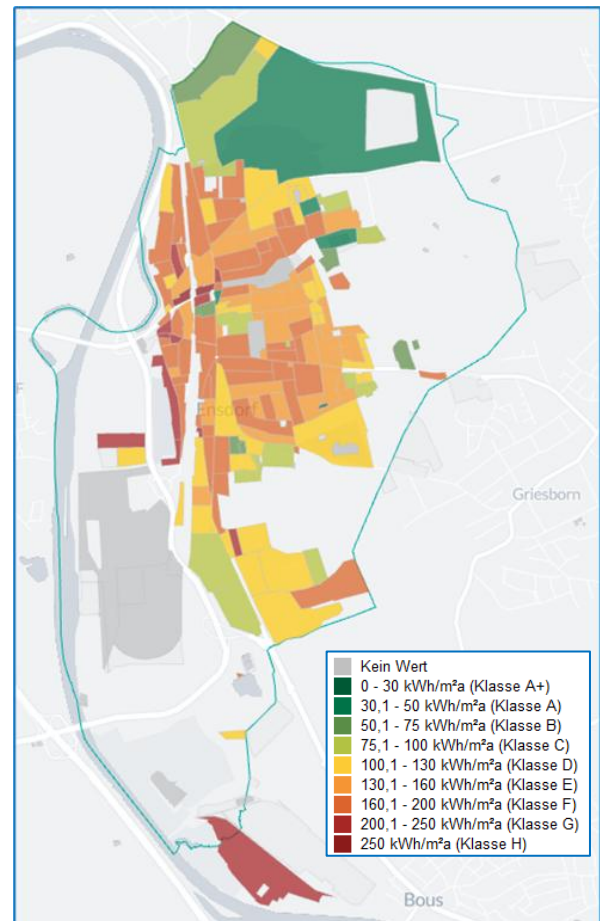 Ensdorf
Griesborn
Kein Wert
0 - 30 kWh/m²a (Klasse A+)
30,1 - 50 kWh/m²a (Klasse A)
50,1 - 75 kWh/m²a (Klasse B)
75,1 - 100 kWh/m²a (Klasse C)
100,1 - 130 kWh/m²a (Klasse D)
130,1 - 160 kWh/m²a (Klasse E)
160,1 - 200 kWh/m²a (Klasse F)
200,1 - 250 kWh/m²a (Klasse G)
250 kWh/m²a (Klasse H)
Bous